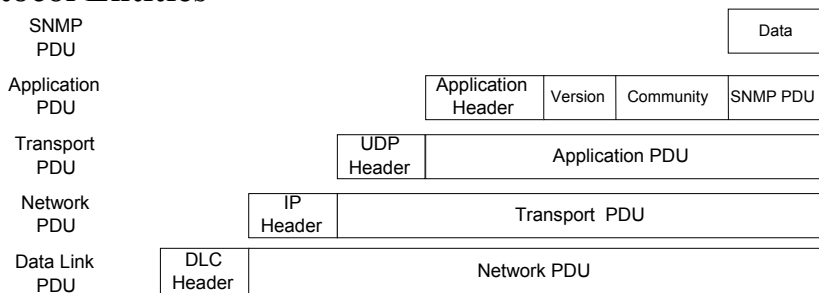 SNMP
PDU
Data
Application
PDU
Application
Header
Version
Community
SNMP PDU
Transport
PDU
UDP
Header
Application PDU
Network
PDU
IP
Header
Transport PDU
Data Link
PDU
DLC
Header
Network PDU